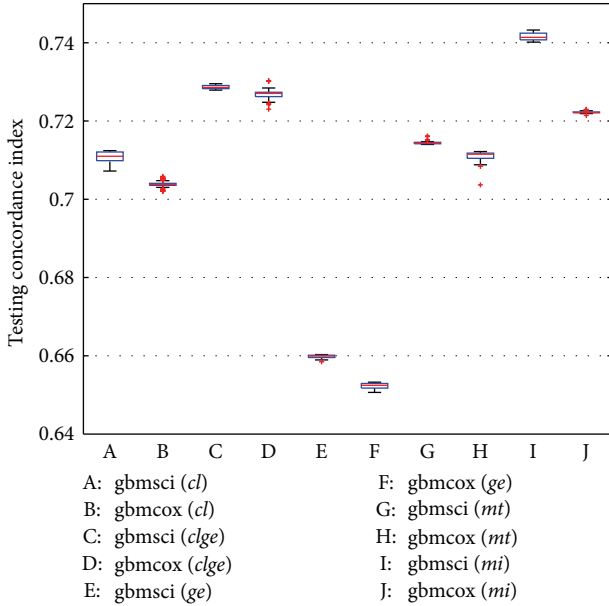 0.74
0.72
0.7
0.68
0.66
0.64
Testing concordance index
A B C D E F G H I J
A: gbmsci (cl)
B: gbmcox (cl)
C: gbmsci (clge)
D: gbmcox (clge)
E: gbmsci (ge)
F: gbmcox (ge)
G: gbmsci (mt)
H: gbmcox (mt)
I: gbmsci (mi)
J: gbmcox (mi)